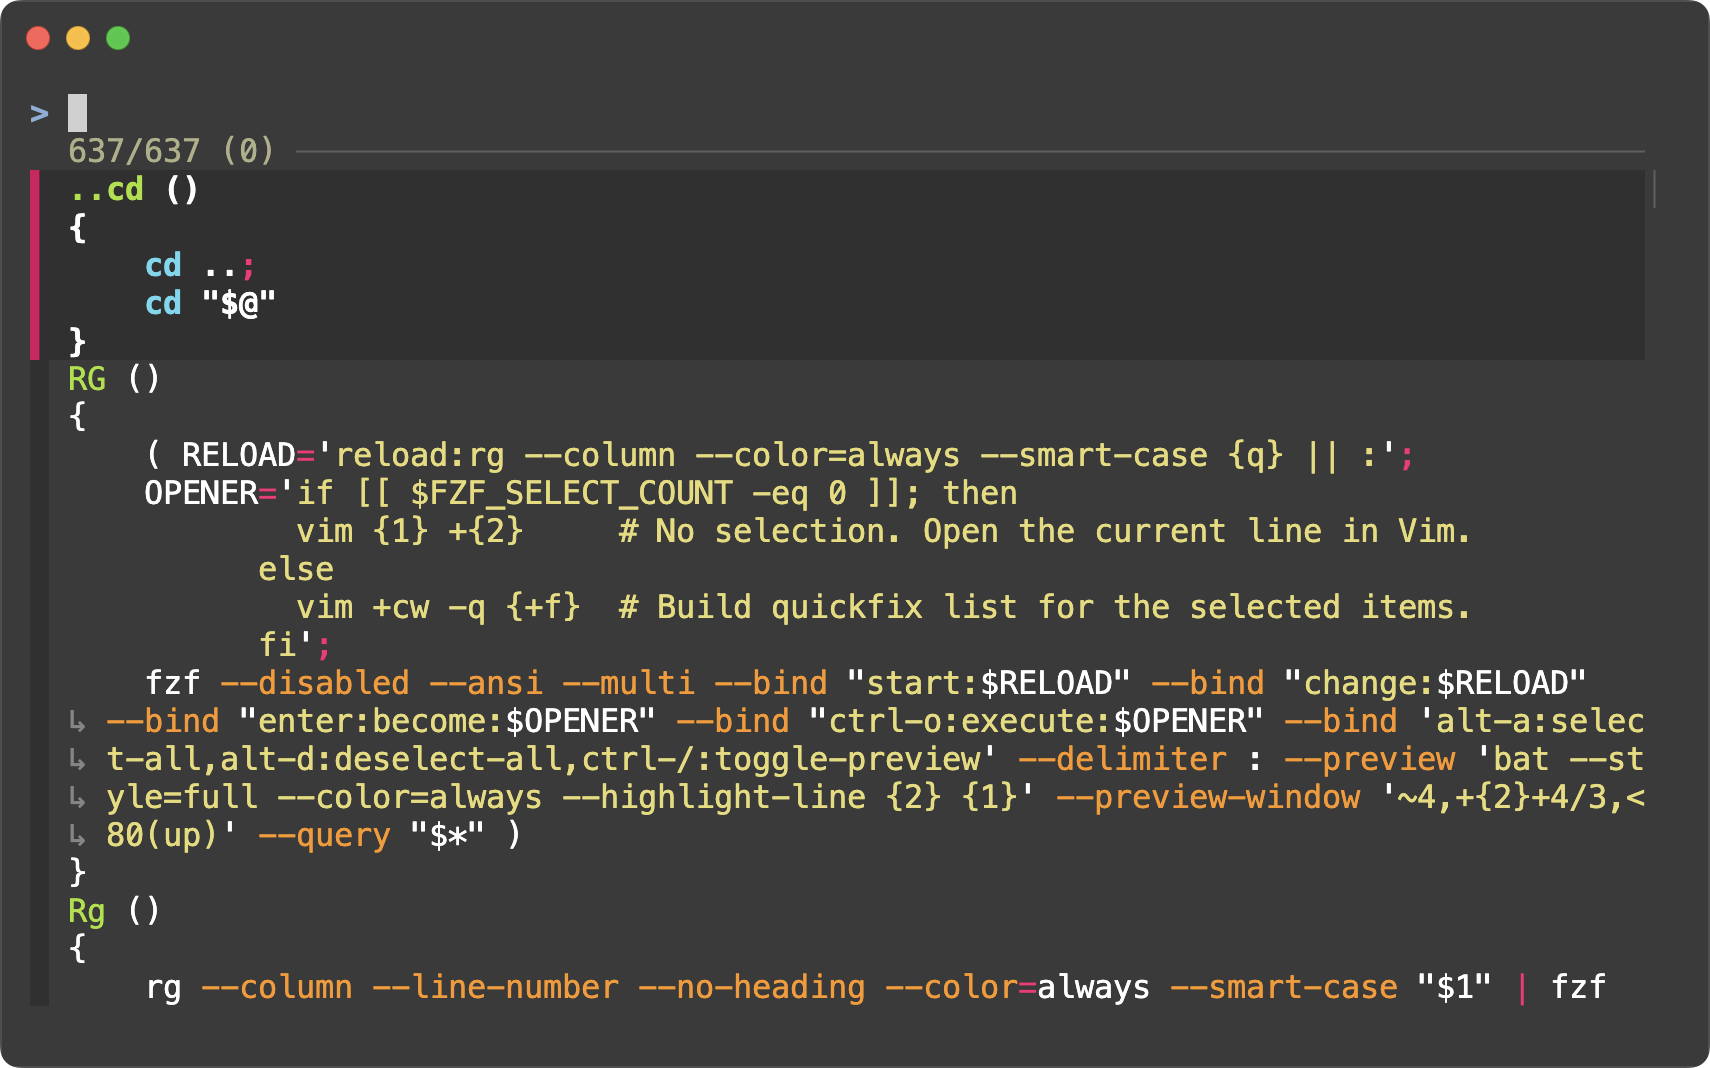 >
637/637 (0)
..cd ()
{
    cd ..;
    cd "$@"
}
RG ()
{
    ( RELOAD='reload:rg --column --color=always --smart-case {q} || :';
    OPENER='if [[ $FZF_SELECT_COUNT -eq 0 ]]; then
            vim {1} +{2}     # No selection. Open the current line in Vim.
          else
            vim +cw -q {+f}  # Build quickfix list for the selected items.
          fi';
    fzf --disabled --ansi --multi --bind "start:$RELOAD" --bind "change:$RELOAD"
↳ --bind "enter:become:$OPENER" --bind "ctrl-o:execute:$OPENER" --bind 'alt-a:selec
↳ t-all,alt-d:deselect-all,ctrl-/:toggle-preview' --delimiter : --preview 'bat --st
↳ yle=full --color=always --highlight-line {2} {1}' --preview-window '~4,+{2}+4/3,<
↳ 80(up)' --query "$*" )
}
Rg ()
{
    rg --column --line-number --no-heading --color=always --smart-case "$1" | fzf